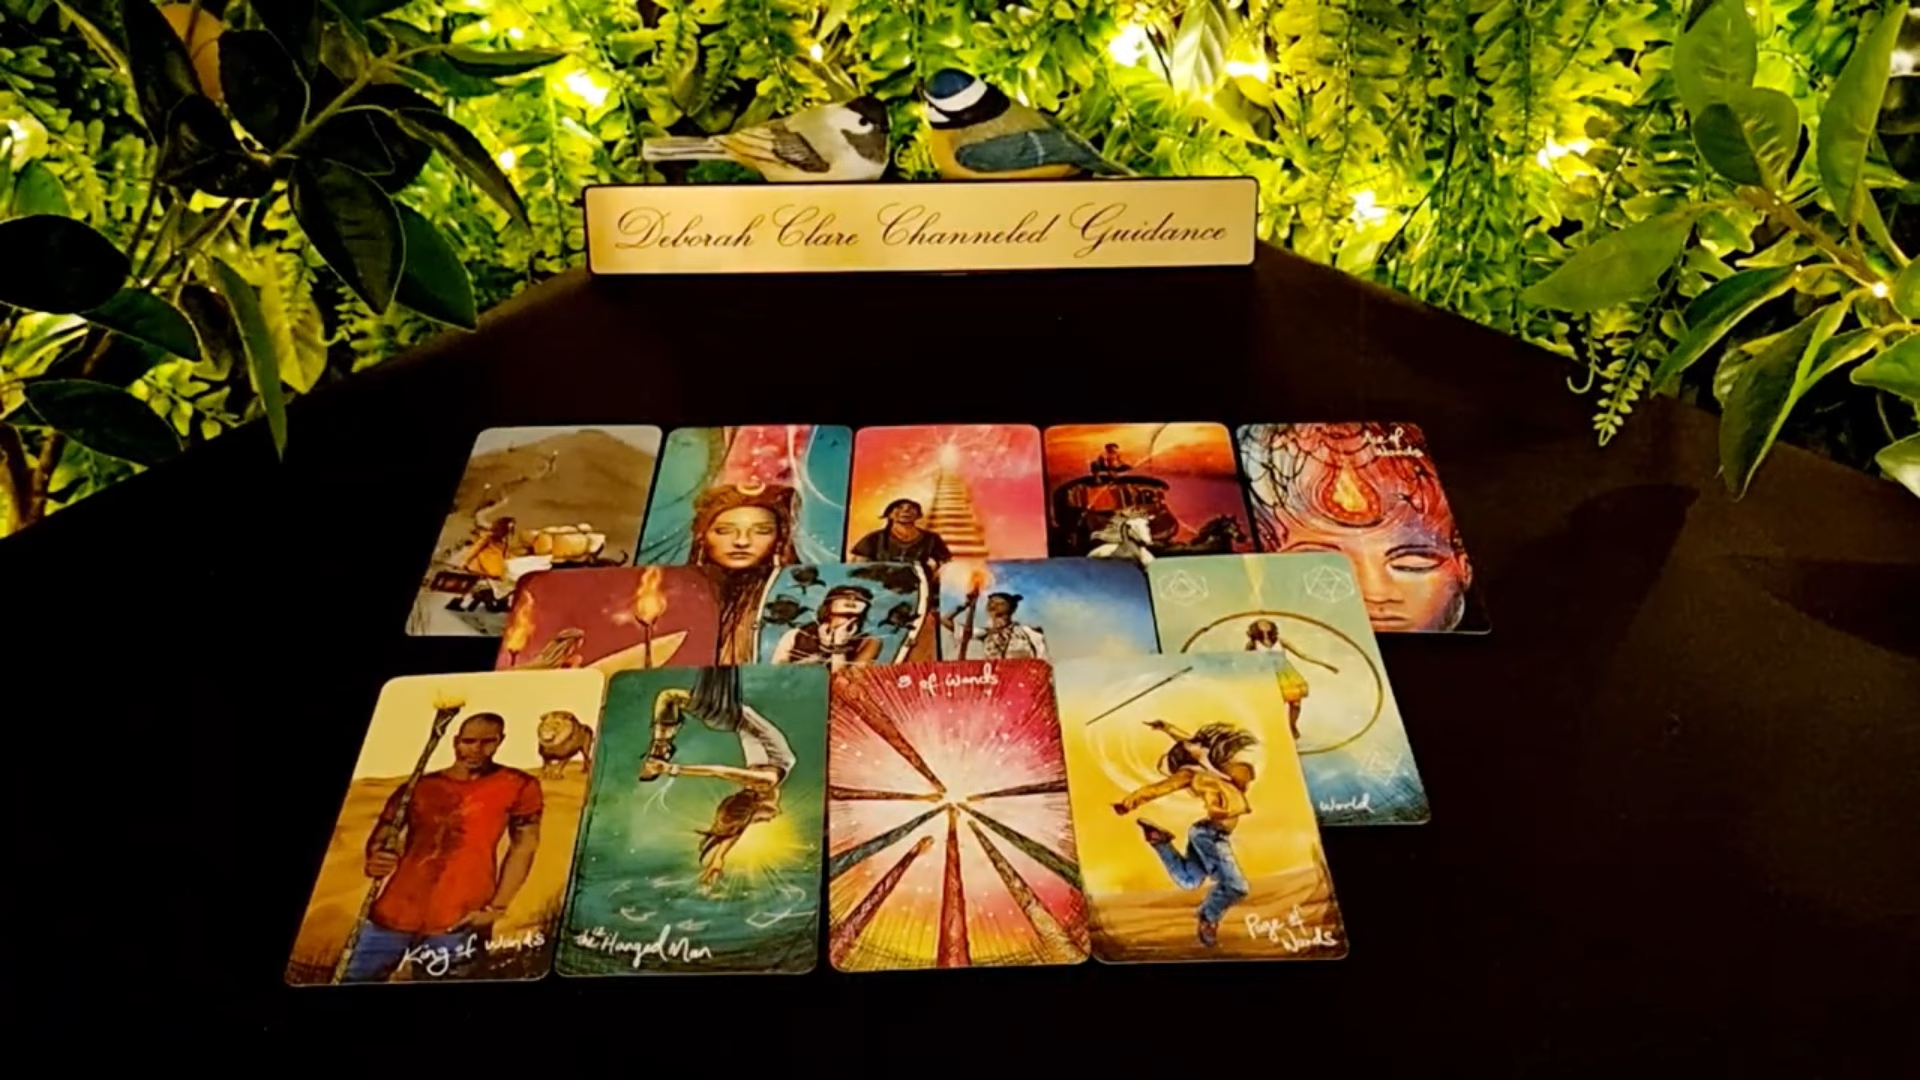 Deborah Clare Channeled Guidance
Ace of
Wands
8 of Wands
World
King of Wands
the Hanged Man
Page of
Wands